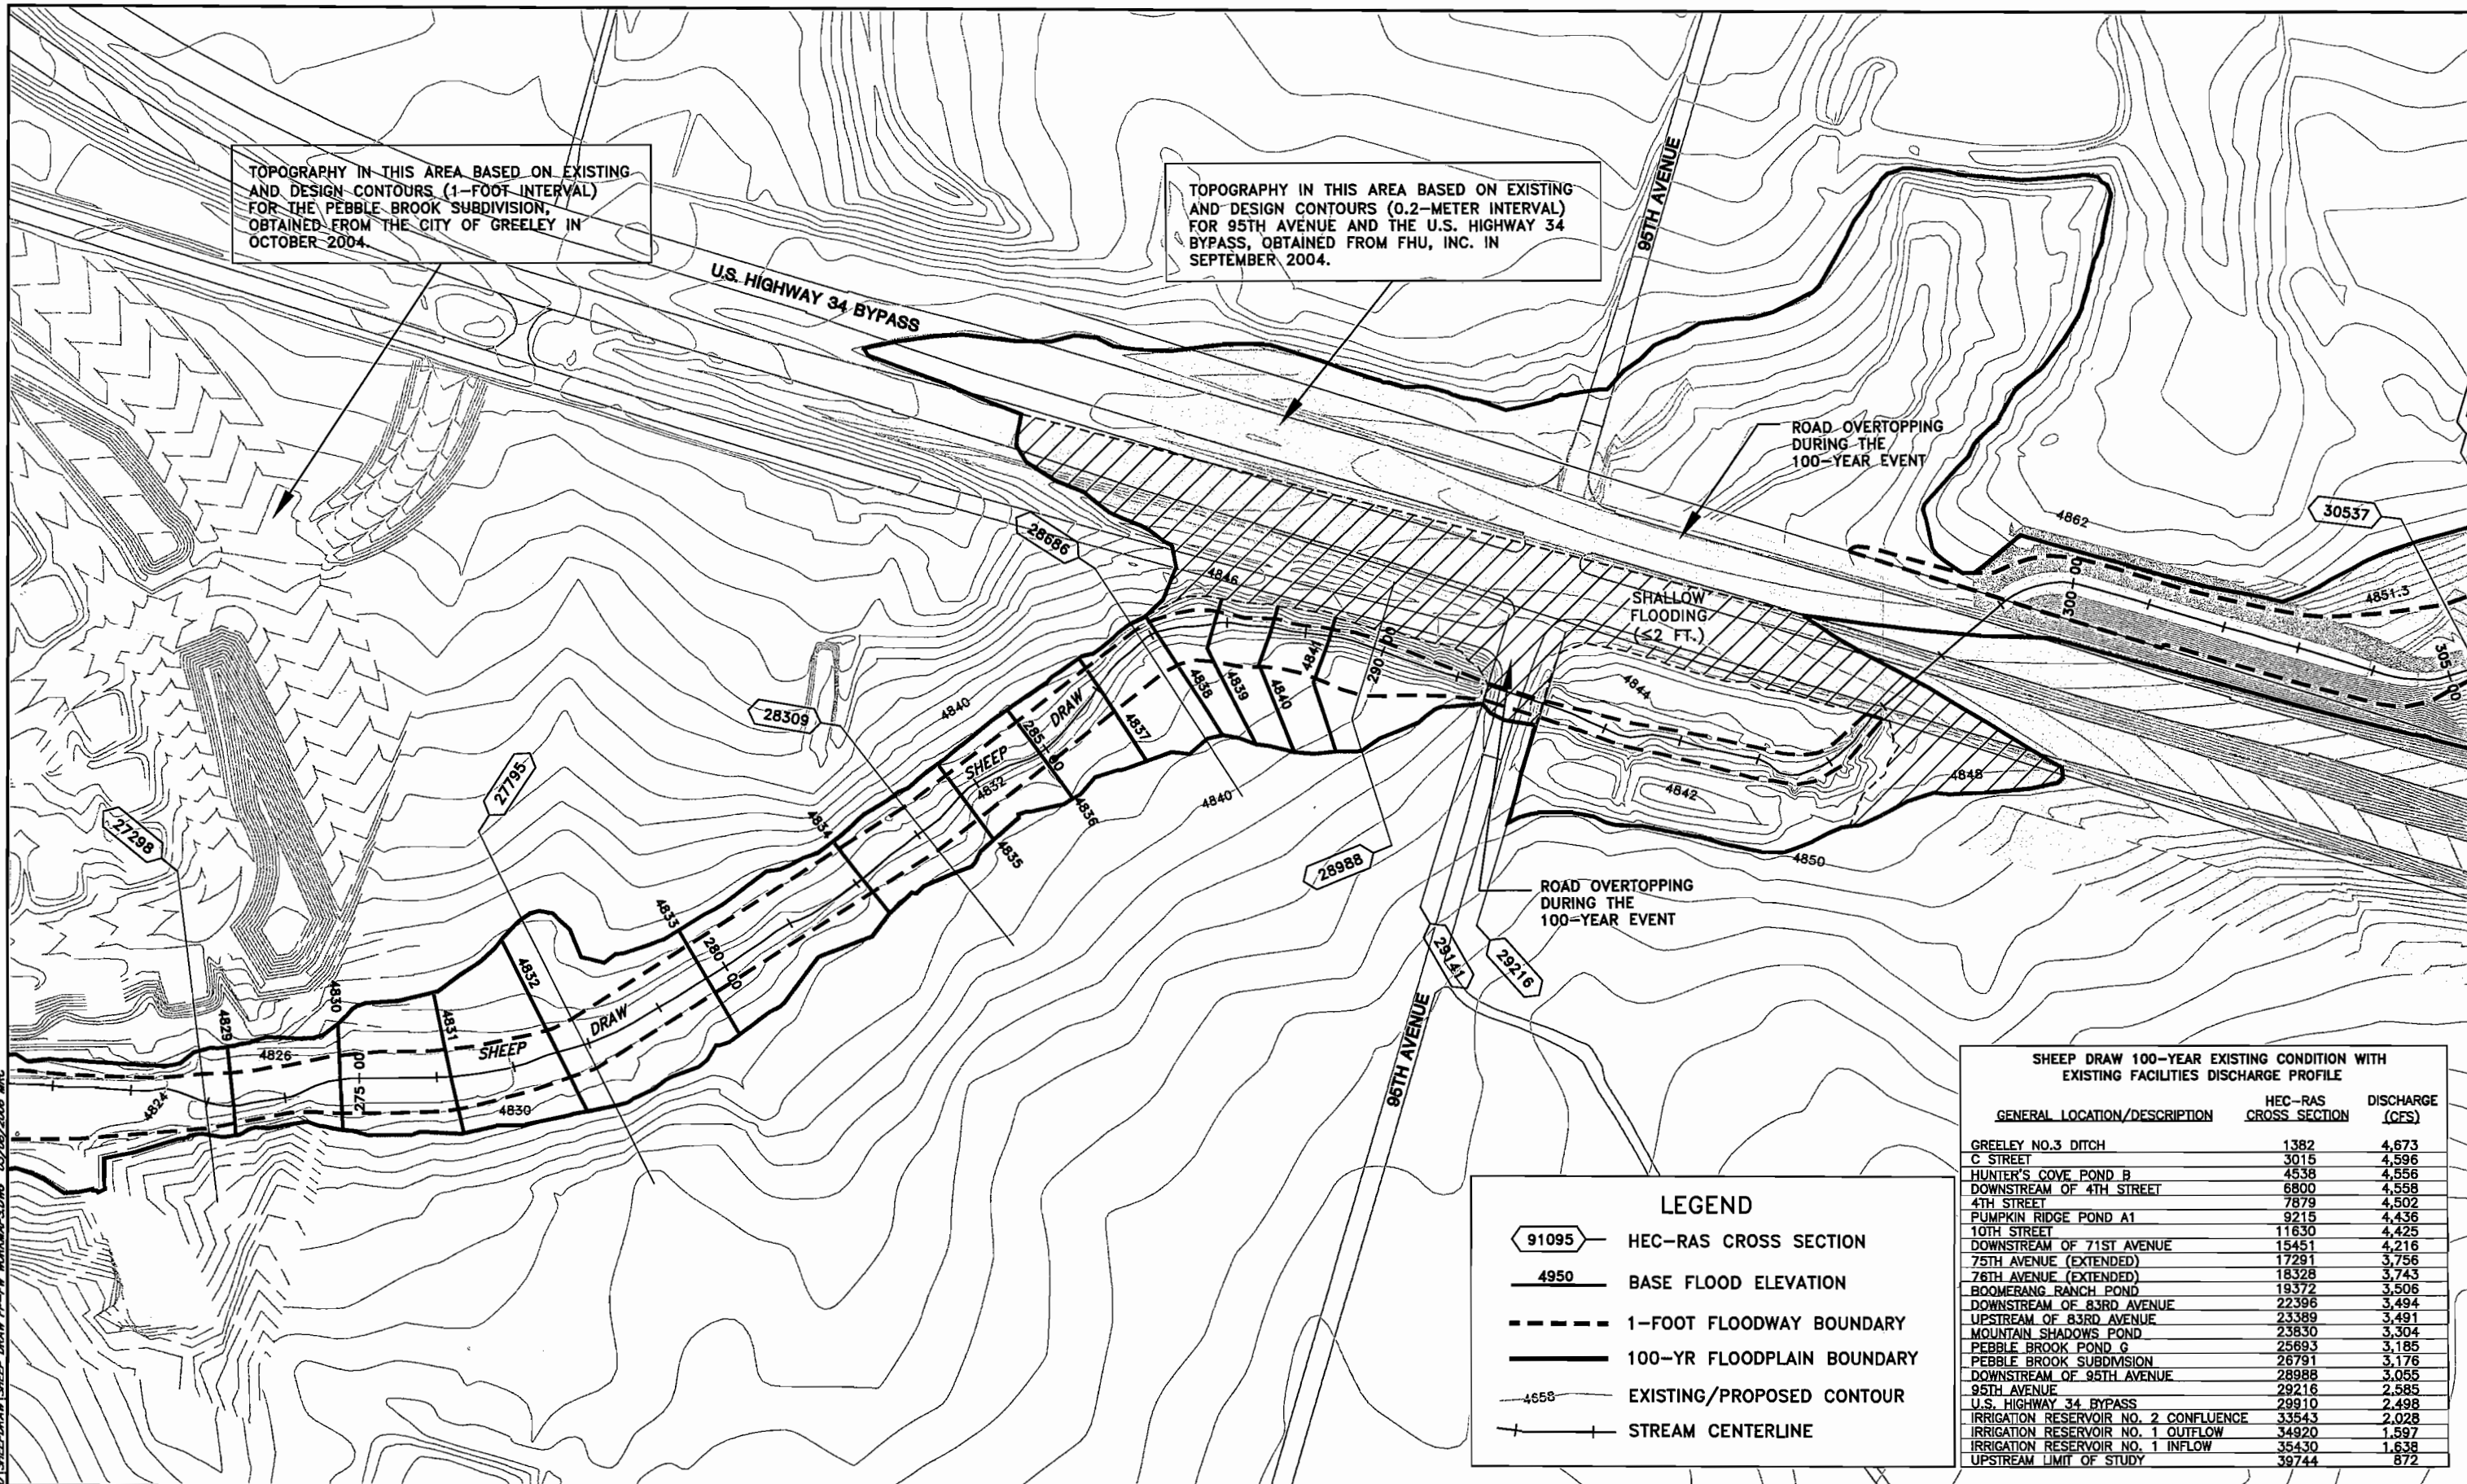 TOPOGRAPHY IN THIS AREA BASED ON EXISTING
AND DESIGN CONTOURS (1-FOOT INTERVAL)
FOR THE PEBBLE BROOK SUBDIVISION,
OBTAINED FROM THE CITY OF GREELEY IN
OCTOBER 2004.
TOPOGRAPHY IN THIS AREA BASED ON EXISTING
AND DESIGN CONTOURS (0.2-METER INTERVAL)
FOR 95TH AVENUE AND THE U.S. HIGHWAY 34
BYPASS, OBTAINED FROM FHU, INC. IN
SEPTEMBER 2004.
95TH AVENUE
U.S. HIGHWAY 34 BYPASS
ROAD OVERTOPPING
DURING THE
100-YEAR EVENT
4862
30537
28686
4846
SHALLOW
FLOODING
(≤2 FT.)
300-00
4851.3
305-00
290-00
4844
4848
4842
4850
4838
4839
4840
4837
4840
28309
DRAW
SHEEP
285-00
4832
4836
4835
4840
4834
27795
27298
28988
ROAD OVERTOPPING
DURING THE
100-YEAR EVENT
29141
29216
95TH AVENUE
4833
280-00
4832
DRAW
SHEEP
4831
4830
4829
4826
275-00
4824
4830
LEGEND
91095 HEC-RAS CROSS SECTION
4950 BASE FLOOD ELEVATION
1-FOOT FLOODWAY BOUNDARY
100-YR FLOODPLAIN BOUNDARY
4658 EXISTING/PROPOSED CONTOUR
STREAM CENTERLINE
SHEEP DRAW 100-YEAR EXISTING CONDITION WITH
EXISTING FACILITIES DISCHARGE PROFILE
GENERAL LOCATION/DESCRIPTION HEC-RAS CROSS SECTION DISCHARGE (CFS)
GREELEY NO.3 DITCH 1382 4,673
C STREET 3015 4,596
HUNTER'S COVE POND B 4538 4,556
DOWNSTREAM OF 4TH STREET 6800 4,558
4TH STREET 7879 4,502
PUMPKIN RIDGE POND A1 9215 4,436
10TH STREET 11630 4,425
DOWNSTREAM OF 71ST AVENUE 15451 4,216
75TH AVENUE (EXTENDED) 17291 3,756
76TH AVENUE (EXTENDED) 18328 3,743
BOOMERANG RANCH POND 19372 3,506
DOWNSTREAM OF 83RD AVENUE 22396 3,494
UPSTREAM OF 83RD AVENUE 23389 3,491
MOUNTAIN SHADOWS POND 23830 3,304
PEBBLE BROOK POND G 25693 3,185
PEBBLE BROOK SUBDIVISION 26791 3,176
DOWNSTREAM OF 95TH AVENUE 28988 3,055
95TH AVENUE 29216 2,585
U.S. HIGHWAY 34 BYPASS 29910 2,498
IRRIGATION RESERVOIR NO. 2 CONFLUENCE 33543 2,028
IRRIGATION RESERVOIR NO. 1 OUTFLOW 34920 1,597
IRRIGATION RESERVOIR NO. 1 INFLOW 35430 1,638
UPSTREAM LIMIT OF STUDY 39744 872